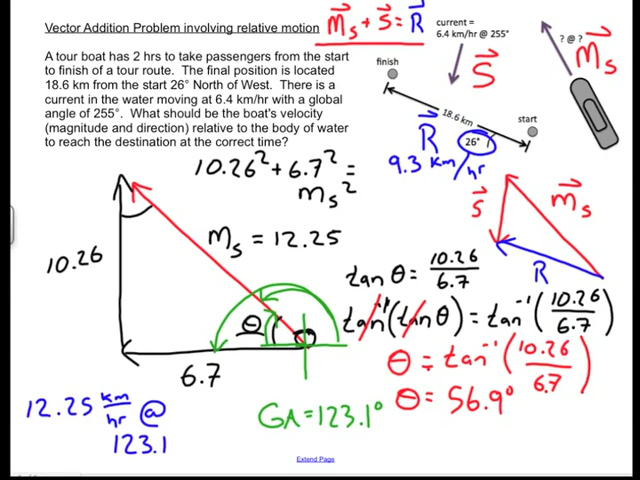 Vector Addition Problem involving relative motion
M⃗s + S⃗ = R⃗
current =
6.4 km/hr @ 255°
? @ ?
M⃗s
S⃗
A tour boat has 2 hrs to take passengers from the start
to finish of a tour route. The final position is located
18.6 km from the start 26° North of West. There is a
current in the water moving at 6.4 km/hr with a global
angle of 255°. What should be the boat's velocity
(magnitude and direction) relative to the body of water
to reach the destination at the correct time?
finish
18.6 km
start
R⃗
26°
9.3 km/hr
10.26² + 6.7² =
Ms²
S⃗
M⃗s
R
Ms = 12.25
10.26
tan θ = 10.26/6.7
tan⁻¹(tan θ) = tan⁻¹(10.26/6.7)
θ
θ = tan⁻¹(10.26/6.7)
6.7
θ = 56.9°
GA = 123.1°
12.25 km/hr @
123.1
Extend Page